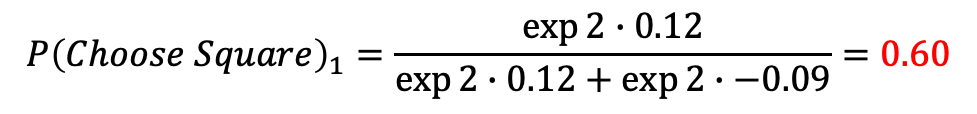 P(Choose Square)₁ = exp 2 · 0.12 / exp 2 · 0.12 + exp 2 · −0.09 = 0.60